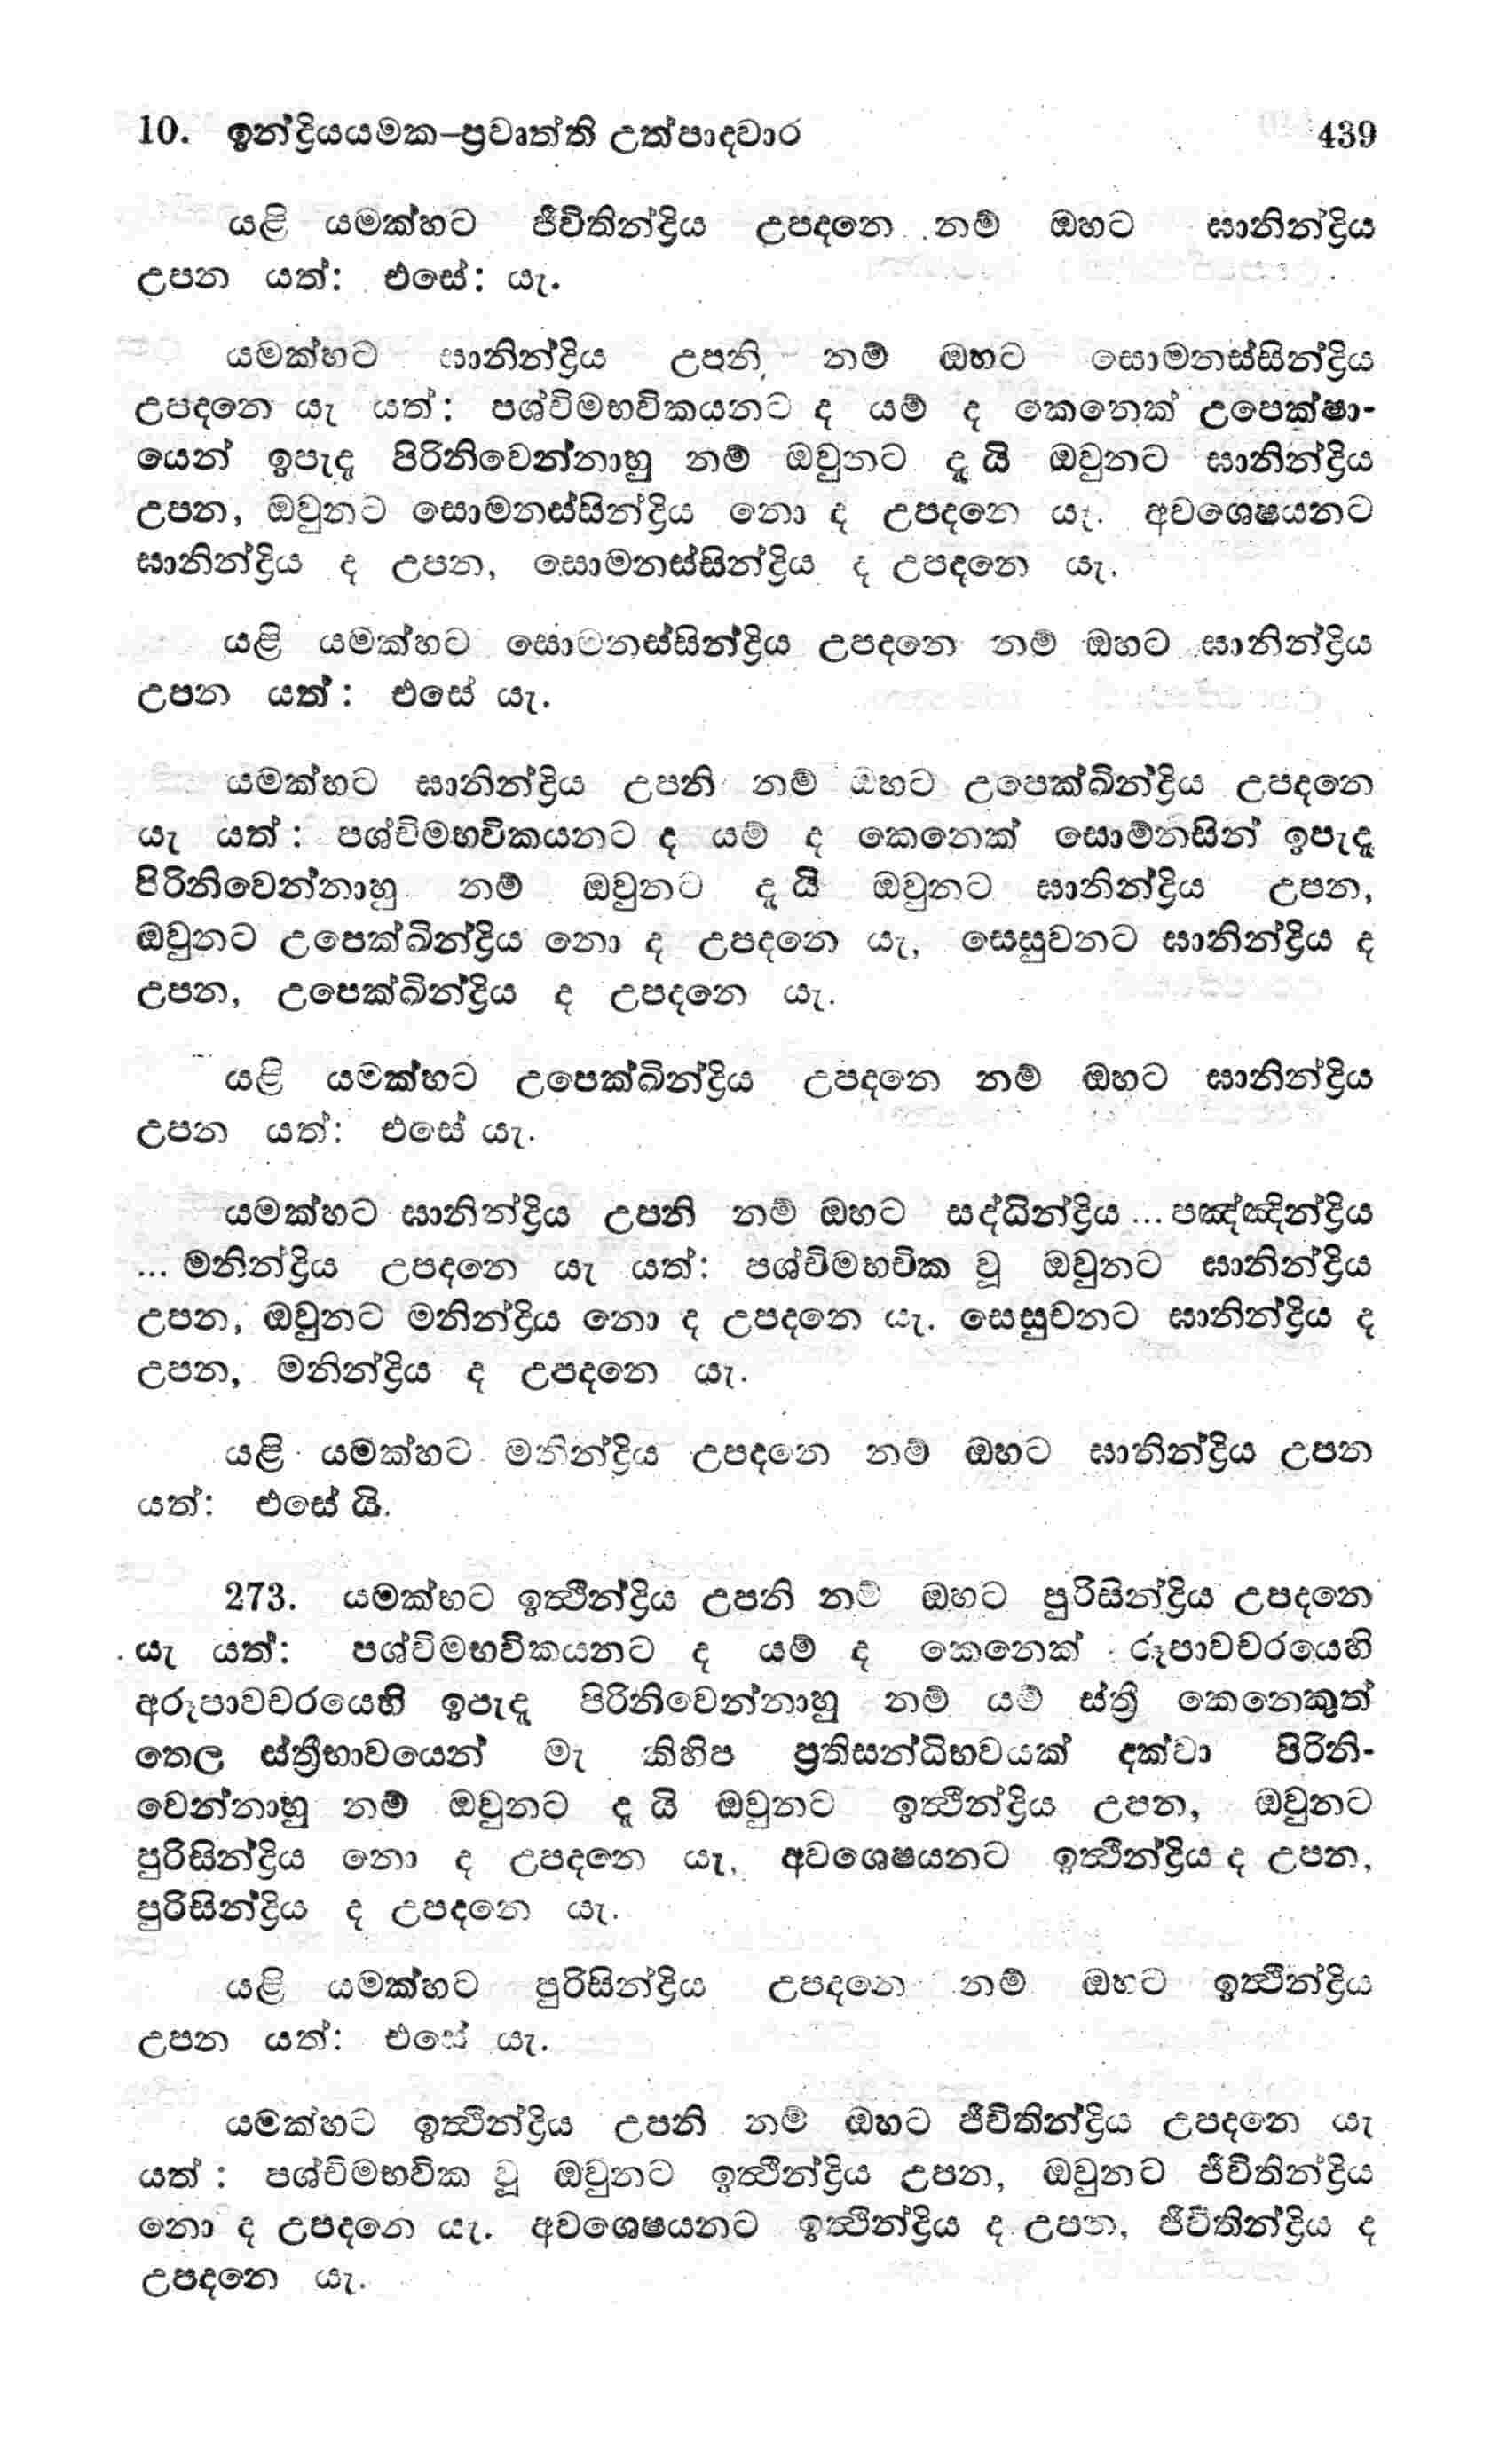 10. ඉන්ද්‍රියයමක–ප්‍රවෘත්ති උත්පාදවාර 439
යළි යමක්හට ජීවිතින්ද්‍රිය උපදනෙ නම් ඔහට ඝානින්ද්‍රිය
උපන යත්: එසේ: යැ.
යමක්හට ඝානින්ද්‍රිය උපනි නම් ඔහට සොමනස්සින්ද්‍රිය
උපදනෙ යැ යත්: පශ්චිමභවිකයනට ද යම් ද කෙනෙක් උපෙක්ෂා-
යෙන් ඉපැදැ පිරිනිවෙන්නාහු නම් ඔවුනට දැ යි ඔවුනට ඝානින්ද්‍රිය
උපන, ඔවුනට සොමනස්සින්ද්‍රිය නො ද උපදනෙ යැ. අවශෙෂයනට
ඝානින්ද්‍රිය ද උපන, සොමනස්සින්ද්‍රිය ද උපදනෙ යැ.
යළි යමක්හට සොමනස්සින්ද්‍රිය උපදනෙ නම් ඔහට ඝානින්ද්‍රිය
උපන යත්: එසේ යැ.
යමක්හට ඝානින්ද්‍රිය උපනි නම් ඔහට උපෙක්ඛින්ද්‍රිය උපදනෙ
යැ යත්: පශ්චිමභවිකයනට ද යම් ද කෙනෙක් සොම්නසින් ඉපැදැ
පිරිනිවෙන්නාහු නම් ඔවුනට දැ යි ඔවුනට ඝානින්ද්‍රිය උපන,
ඔවුනට උපෙක්ඛින්ද්‍රිය නො ද උපදනෙ යැ, සෙසුවනට ඝානින්ද්‍රිය ද
උපන, උපෙක්ඛින්ද්‍රිය ද උපදනෙ යැ.
යළි යමක්හට උපෙක්ඛින්ද්‍රිය උපදනෙ නම් ඔහට ඝානින්ද්‍රිය
උපන යත්: එසේ යැ.
යමක්හට ඝානින්ද්‍රිය උපනි නම් ඔහට සද්ධින්ද්‍රිය ... පඤ්ඤින්ද්‍රිය
... මනින්ද්‍රිය උපදනෙ යැ යත්: පශ්චිමභවික වූ ඔවුනට ඝානින්ද්‍රිය
උපන, ඔවුනට මනින්ද්‍රිය නො ද උපදනෙ යැ. සෙසුවනට ඝානින්ද්‍රිය ද
උපන, මනින්ද්‍රිය ද උපදනෙ යැ.
යළි යමක්හට මනින්ද්‍රිය උපදනෙ නම් ඔහට ඝානින්ද්‍රිය උපන
යත්: එසේ යි.
273. යමක්හට ඉත්‍ථින්ද්‍රිය උපනි නම් ඔහට පුරිසින්ද්‍රිය උපදනෙ
යැ යත්: පශ්චිමභවිකයනට ද යම් ද කෙනෙක් රූපාවචරයෙහි
අරූපාවචරයෙහි ඉපැදැ පිරිනිවෙන්නාහු නම් යම් ස්ත්‍රී කෙනෙකුත්
තෙල ස්ත්‍රීභාවයෙන් මැ කිහිප ප්‍රතිසන්ධිභවයක් දක්වා පිරිනි-
වෙන්නාහු නම් ඔවුනට දැ යි ඔවුනට ඉත්‍ථින්ද්‍රිය උපන, ඔවුනට
පුරිසින්ද්‍රිය නො ද උපදනෙ යැ, අවශෙෂයනට ඉත්‍ථින්ද්‍රිය ද උපන,
පුරිසින්ද්‍රිය ද උපදනෙ යැ.
යළි යමක්හට පුරිසින්ද්‍රිය උපදනෙ නම් ඔහට ඉත්‍ථින්ද්‍රිය
උපන යත්: එසේ යැ.
යමක්හට ඉත්‍ථින්ද්‍රිය උපනි නම් ඔහට ජීවිතින්ද්‍රිය උපදනෙ යැ
යත්: පශ්චිමභවික වූ ඔවුනට ඉත්‍ථින්ද්‍රිය උපන, ඔවුනට ජීවිතින්ද්‍රිය
නො ද උපදනෙ යැ. අවශෙෂයනට ඉත්‍ථින්ද්‍රිය ද උපන, ජීවිතින්ද්‍රිය ද
උපදනෙ යැ.